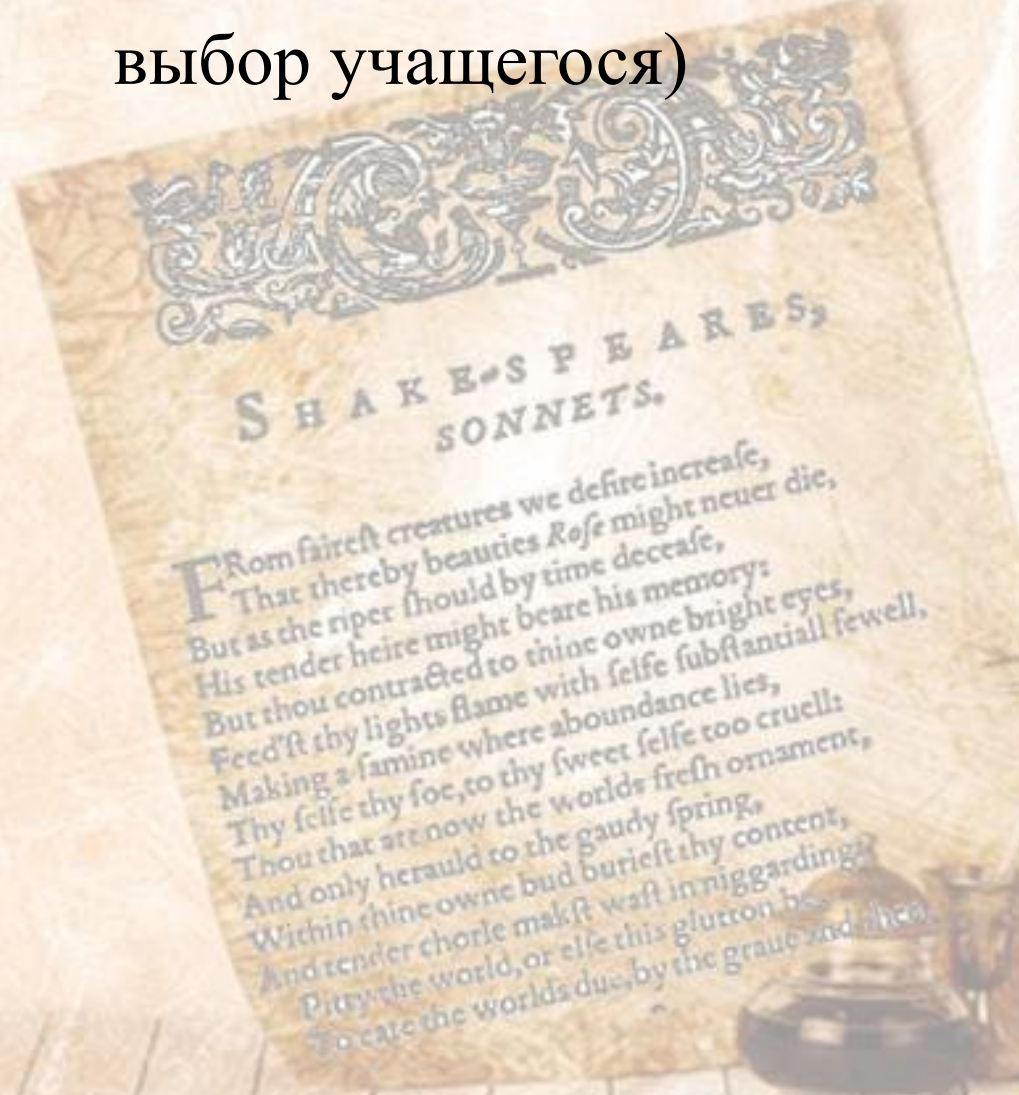 выбор учащегося)
SHAKE-SPEARES,
SONNETS.
FRom faireſt creatures we deſire increaſe,
That thereby beauties Roſe might neuer die,
But as the riper ſhould by time deceaſe,
His tender heire might beare his memory:
But thou contracted to thine owne bright eyes,
Feed'ſt thy lights flame with ſelfe ſubſtantiall fewell,
Making a famine where aboundance lies,
Thy ſelfe thy foe, to thy ſweet ſelfe too cruell:
Thou that art now the worlds freſh ornament,
And only herauld to the gaudy ſpring,
Within thine owne bud burieſt thy content,
And tender chorle makſt waſt in niggarding:
Pitty the world, or elſe this glutton be,
To eate the worlds due, by the graue and thee.